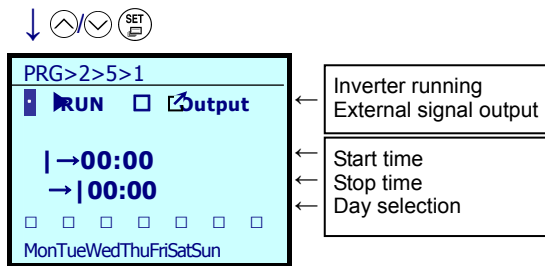 ↓ /
SET
PRG>2>5>1
RUN □ Output
|→00:00
→|00:00
□ □ □ □ □ □ □
MonTueWedThuFriSatSun
← Inverter running
External signal output
← Start time
← Stop time
← Day selection